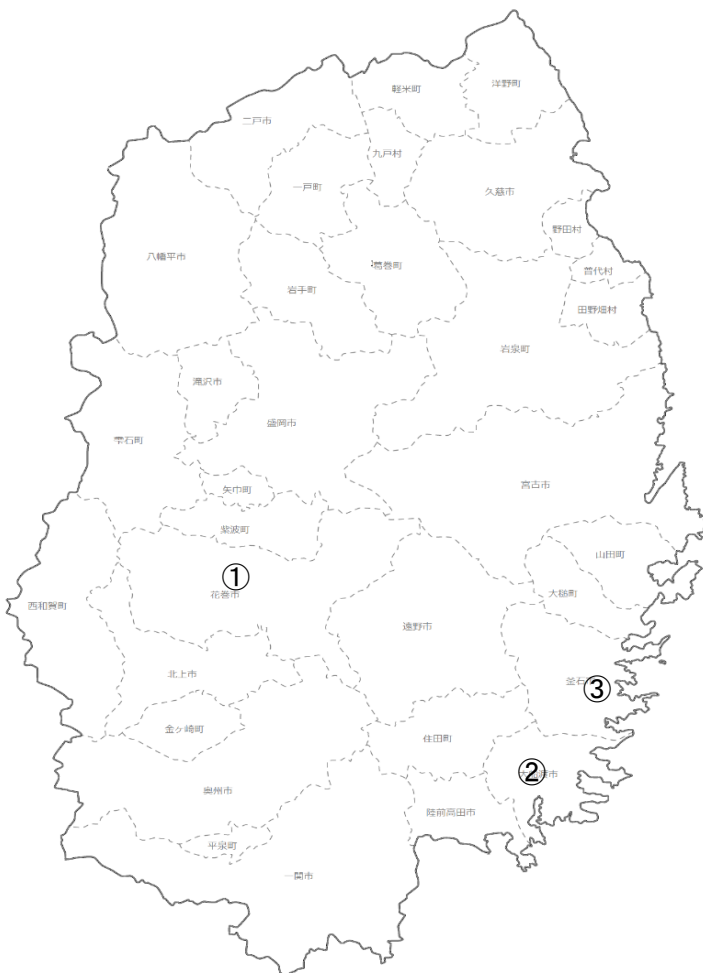 洋野町
軽米町
二戸市
九戸村
一戸町
久慈市
野田村
八幡平市
葛巻町
普代村
岩手町
田野畑村
岩泉町
滝沢市
盛岡市
雫石町
宮古市
矢巾町
紫波町
山田町
①
花巻市
大槌町
西和賀町
遠野市
北上市
釜石
③
金ヶ崎町
住田町
②
奥州市
陸前高田市
平泉町
一関市